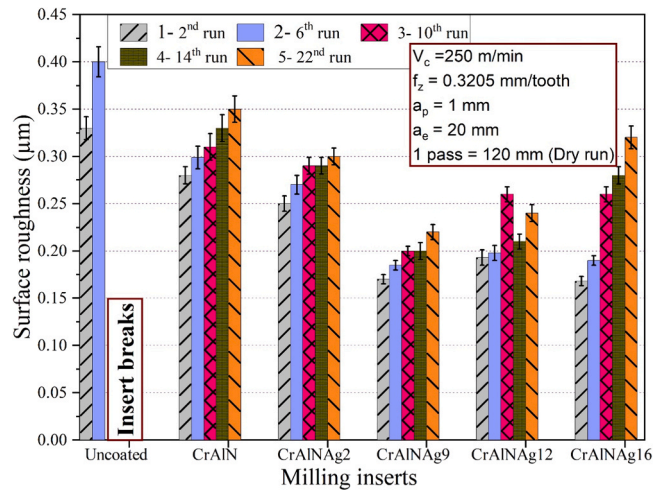 1- 2nd run 2- 6th run 3- 10th run
4- 14th run 5- 22nd run
Vc =250 m/min
fz = 0.3205 mm/tooth
ap = 1 mm
ae = 20 mm
1 pass = 120 mm (Dry run)
Surface roughness (μm)
0.45
0.40
0.35
0.30
0.25
0.20
0.15
0.10
0.05
0.00
Insert breaks
Uncoated CrAlN CrAlNAg2 CrAlNAg9 CrAlNAg12 CrAlNAg16
Milling inserts